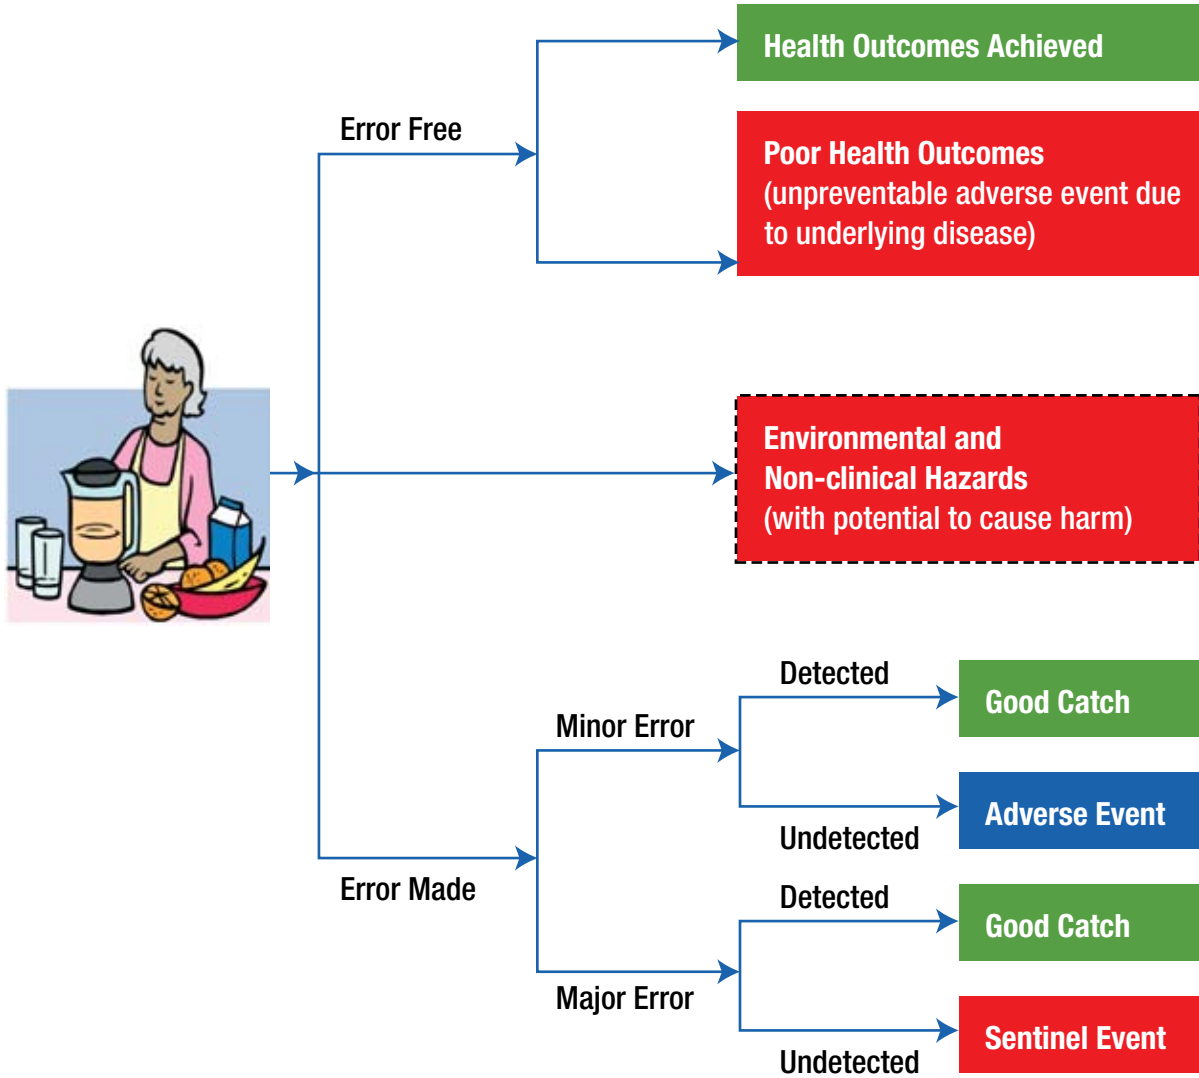 Health Outcomes Achieved
Error Free
Poor Health Outcomes
(unpreventable adverse event due
to underlying disease)
Environmental and
Non-clinical Hazards
(with potential to cause harm)
Detected
Good Catch
Minor Error
Adverse Event
Undetected
Error Made
Detected
Good Catch
Major Error
Sentinel Event
Undetected